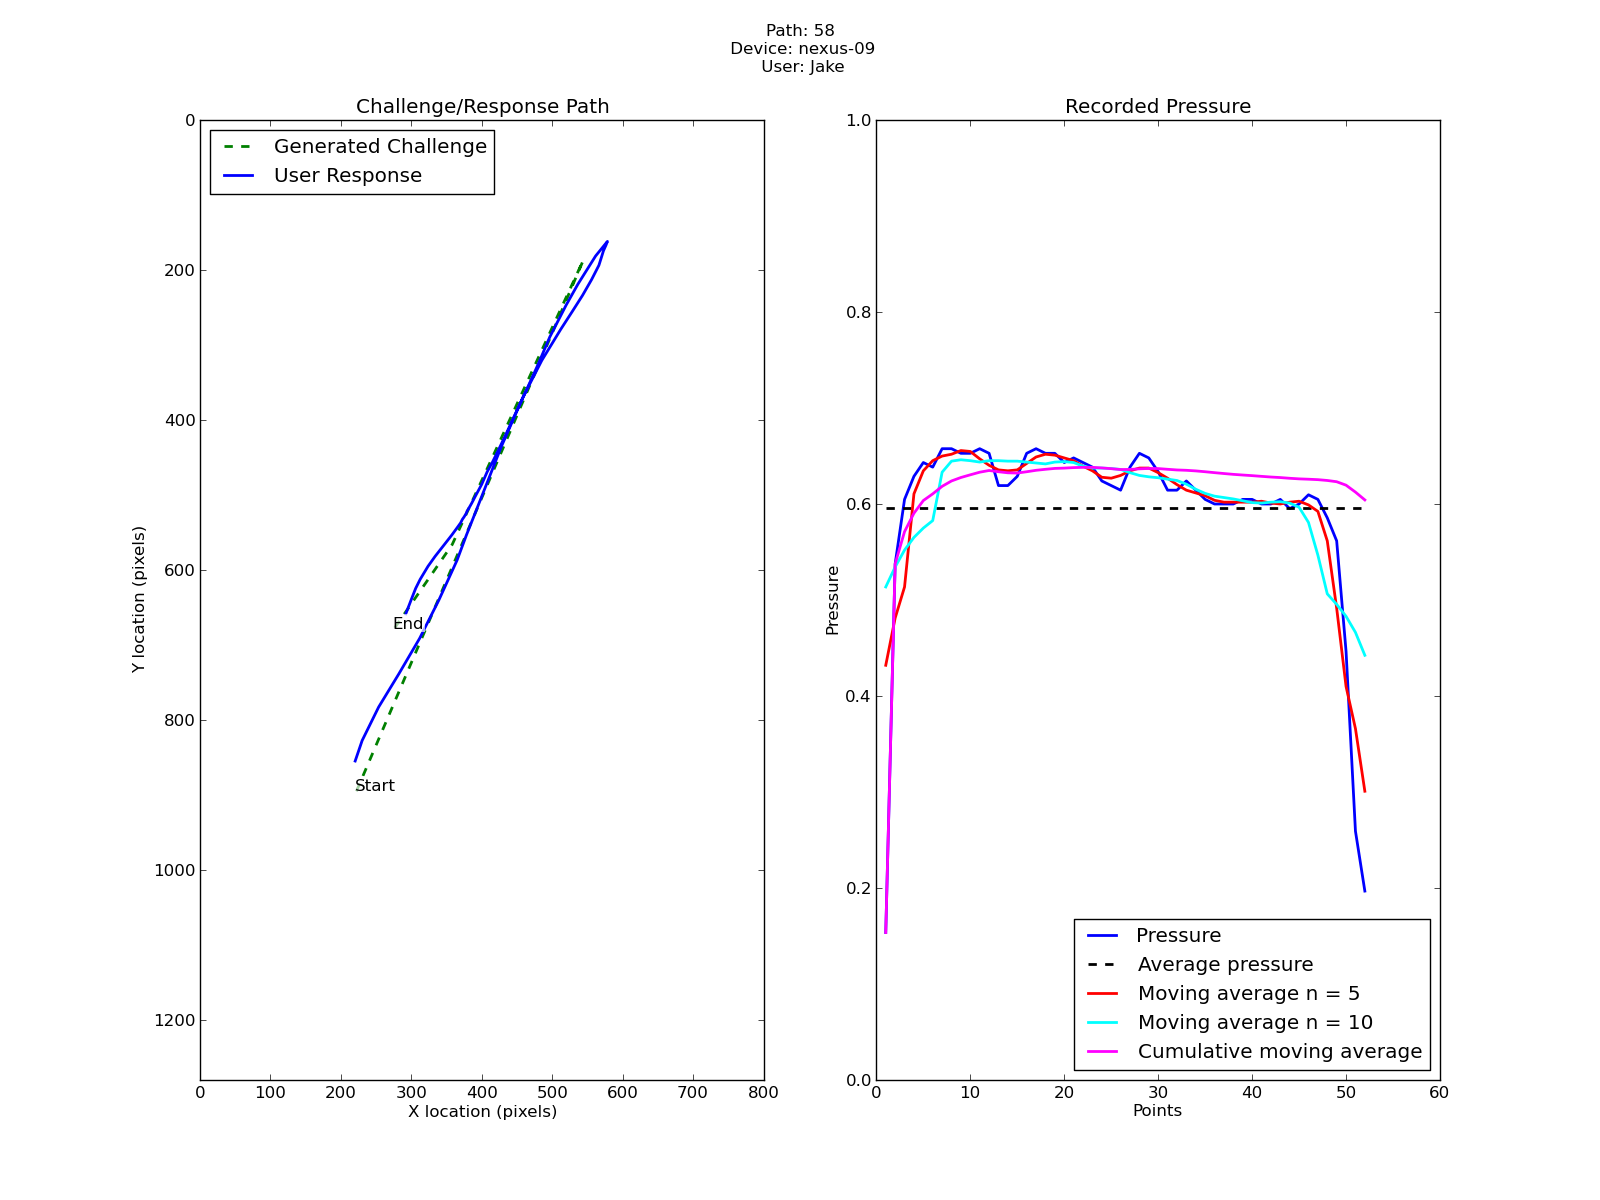 Path: 58
Device: nexus-09
User: Jake
Challenge/Response Path
Generated Challenge
User Response
0
200
400
600
800
1000
1200
Y location (pixels)
End
Start
0 100 200 300 400 500 600 700 800
X location (pixels)
Recorded Pressure
1.0
0.8
0.6
0.4
0.2
0.0
Pressure
Pressure
Average pressure
Moving average n = 5
Moving average n = 10
Cumulative moving average
0 10 20 30 40 50 60
Points